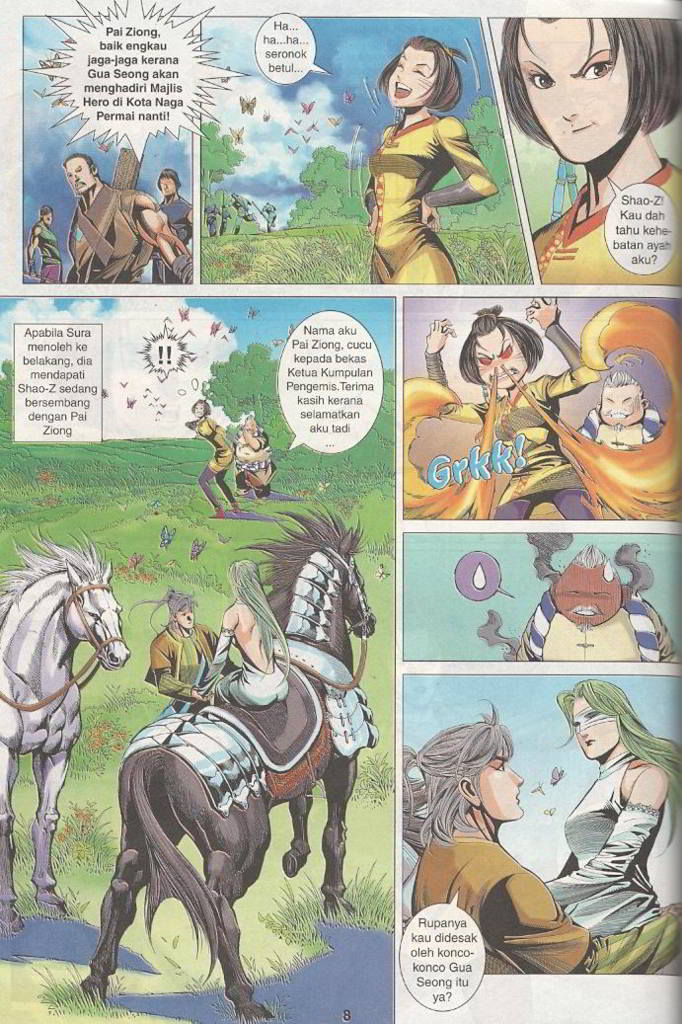 Pai Ziong,
baik engkau
jaga-jaga kerana
Gua Seong akan
menghadiri Majlis
Hero di Kota Naga
Permai nanti!
Ha...
ha...ha...
seronok
betul...
Shao-Z!
Kau dah
tahu kehe-
batan ayah
aku?
Apabila Sura
menoleh ke
belakang, dia
mendapati
Shao-Z sedang
bersembang
dengan Pai
Ziong
!!
Nama aku
Pai Ziong, cucu
kepada bekas
Ketua Kumpulan
Pengemis.Terima
kasih kerana
selamatkan
aku tadi
...
Grkk!
Rupanya
kau didesak
oleh konco-
konco Gua
Seong itu
ya?
8